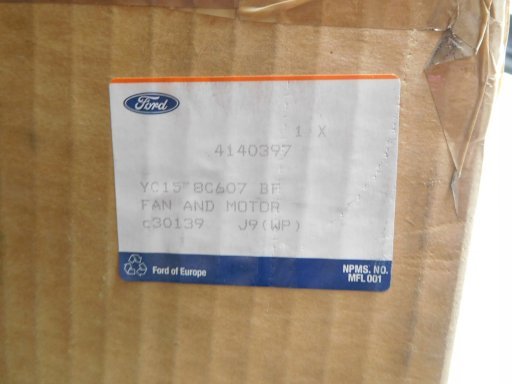 Ford
1 X
4140397
YC15 8C607 BF
FAN AND MOTOR
c30139 J9(WP)
Ford of Europe
NPMS. NO.
MFL 001